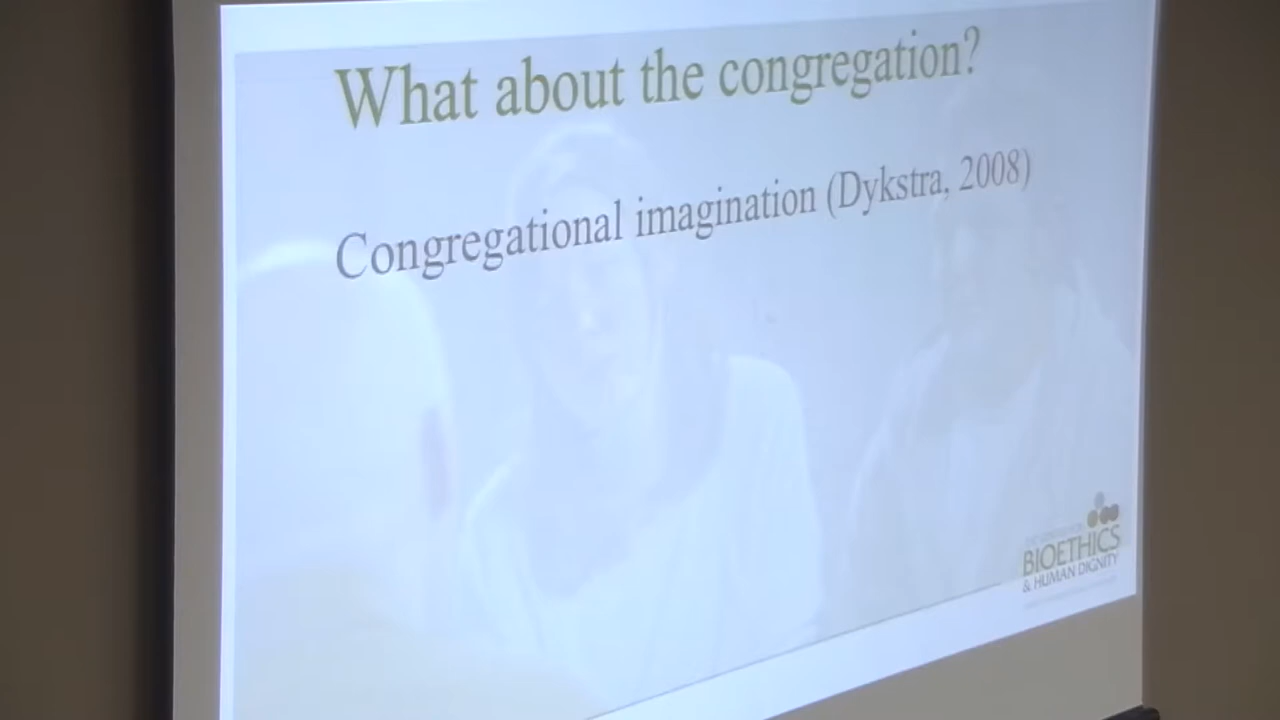 What about the congregation?
Congregational imagination (Dykstra, 2008)
BIOETHICS
& HUMAN DIGNITY